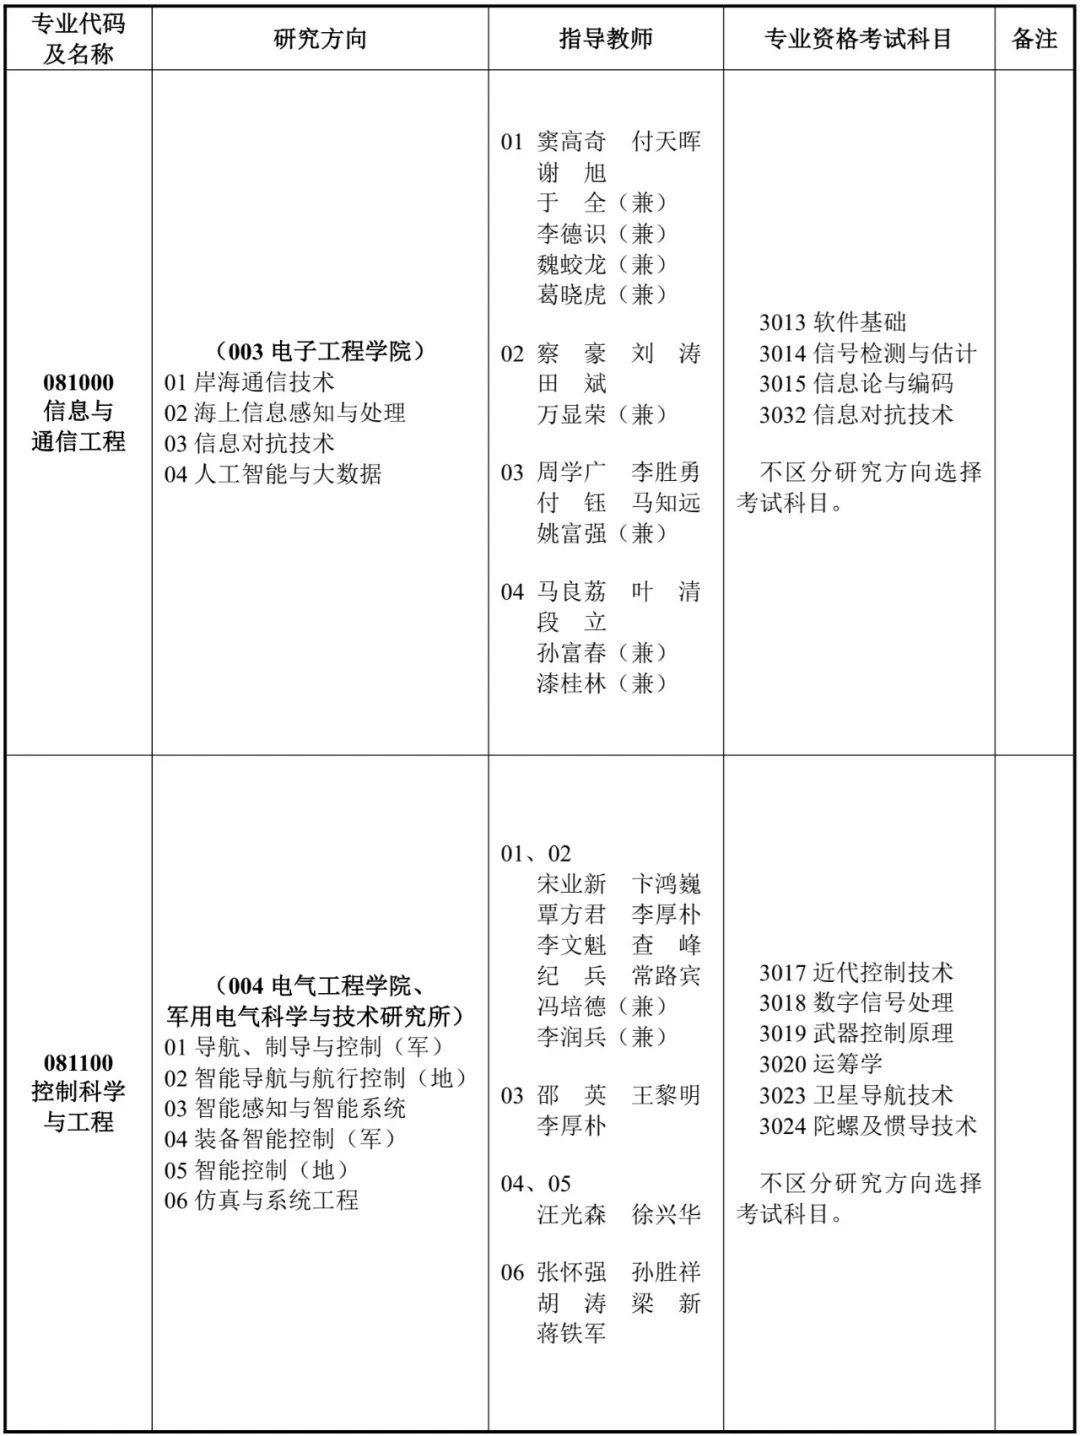 专业代码
及名称
研究方向
指导教师
专业资格考试科目
备注
081000
信息与
通信工程
（003 电子工程学院）
01 岸海通信技术
02 海上信息感知与处理
03 信息对抗技术
04 人工智能与大数据
01 窦高奇 付天晖
谢 旭
于 全（兼）
李德识（兼）
魏蛟龙（兼）
葛晓虎（兼）
02 察 豪 刘 涛
田 斌
万显荣（兼）
03 周学广 李胜勇
付 钰 马知远
姚富强（兼）
04 马良荔 叶 清
段 立
孙富春（兼）
漆桂林（兼）
3013 软件基础
3014 信号检测与估计
3015 信息论与编码
3032 信息对抗技术
不区分研究方向选择
考试科目。
081100
控制科学
与工程
（004 电气工程学院、
军用电气科学与技术研究所）
01 导航、制导与控制（军）
02 智能导航与航行控制（地）
03 智能感知与智能系统
04 装备智能控制（军）
05 智能控制（地）
06 仿真与系统工程
01、02
宋业新 卞鸿巍
覃方君 李厚朴
李文魁 查 峰
纪 兵 常路宾
冯培德（兼）
李润兵（兼）
03 邵 英 王黎明
李厚朴
04、05
汪光森 徐兴华
06 张怀强 孙胜祥
胡 涛 梁 新
蒋铁军
3017 近代控制技术
3018 数字信号处理
3019 武器控制原理
3020 运筹学
3023 卫星导航技术
3024 陀螺及惯导技术
不区分研究方向选择
考试科目。